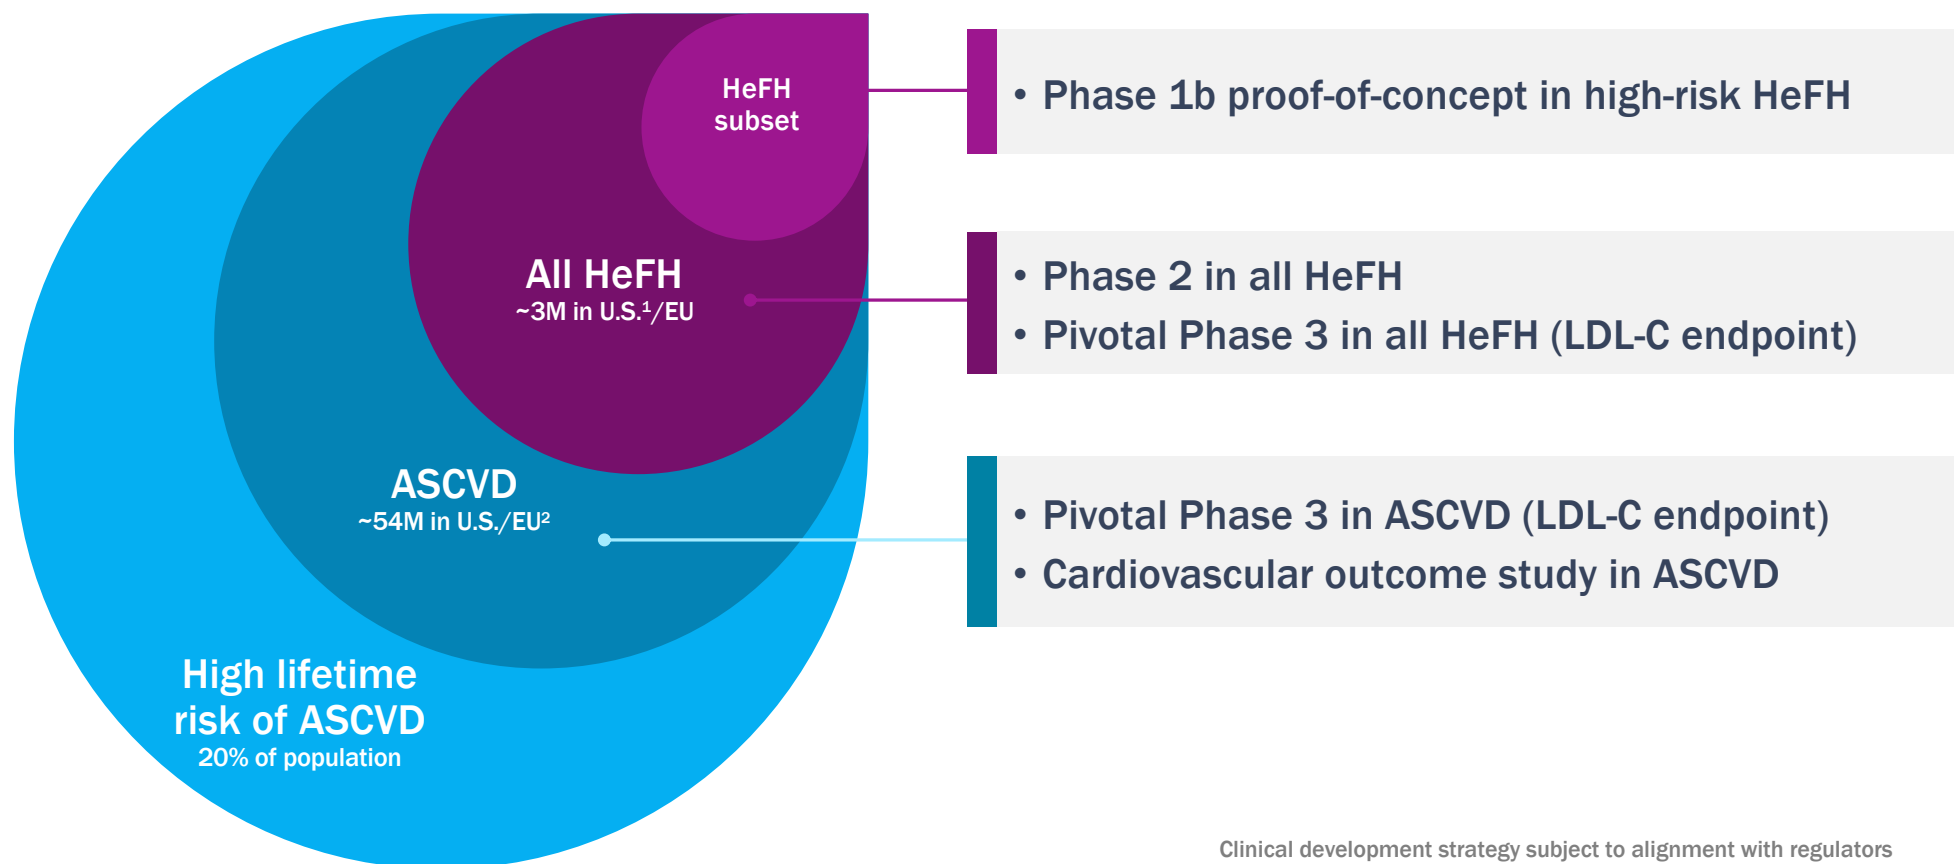 HeFH
subset
• Phase 1b proof-of-concept in high-risk HeFH
All HeFH
~3M in U.S.¹/EU
• Phase 2 in all HeFH
• Pivotal Phase 3 in all HeFH (LDL-C endpoint)
ASCVD
~54M in U.S./EU²
• Pivotal Phase 3 in ASCVD (LDL-C endpoint)
• Cardiovascular outcome study in ASCVD
High lifetime
risk of ASCVD
20% of population
Clinical development strategy subject to alignment with regulators